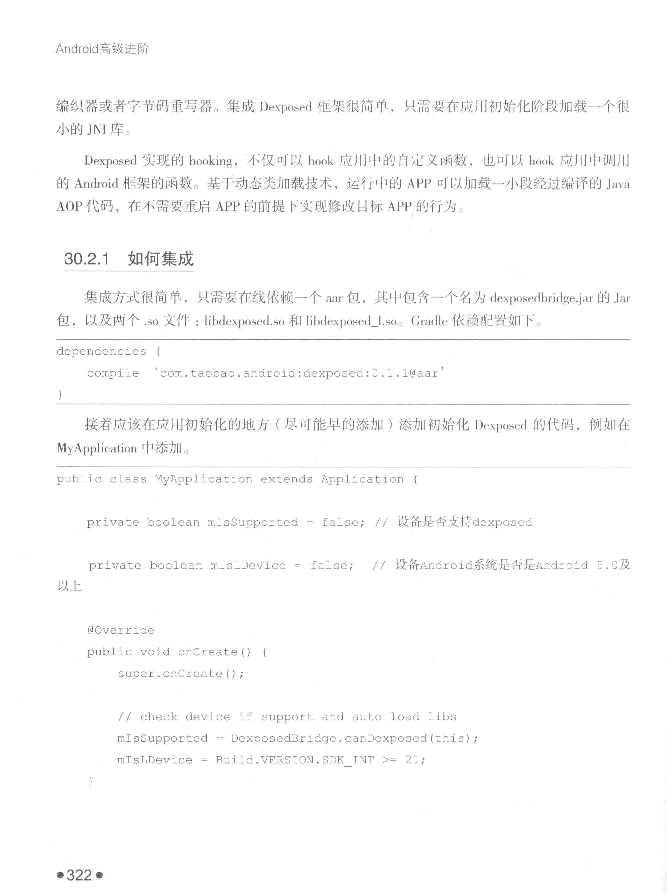 Android高级进阶
编织器或者字节码重写器。集成 Dexposed 框架很简单，只需要在应用初始化阶段加载一个很
小的 JNI 库。
Dexposed 实现的 hooking，不仅可以 hook 应用中的自定义函数，也可以 hook 应用中调用
的 Android 框架的函数。基于动态类加载技术，运行中的 APP 可以加载一小段经过编译的 Java
AOP 代码，在不需要重启 APP 的前提下实现修改目标 APP 的行为。
30.2.1 如何集成
集成方式很简单，只需要在线依赖一个 aar 包，其中包含一个名为 dexposedbridge.jar 的 Jar
包，以及两个 .so 文件：libdexposed.so 和 libdexposed_l.so。Gradle 依赖配置如下。
dependencies {
compile 'com.taobao.android:dexposed:0.1.1@aar'
}
接着应该在应用初始化的地方（尽可能早的添加）添加初始化 Dexposed 的代码，例如在
MyApplication 中添加。
public class MyApplication extends Application {
private boolean mIsSupported = false; // 设备是否支持dexposed
private boolean mIsLDevice = false; // 设备Android系统是否是Android 5.0及
以上
@Override
public void onCreate() {
super.onCreate();
// check device if support and auto load libs
mIsSupported = DexposedBridge.canDexposed(this);
mIsLDevice = Build.VERSION.SDK_INT >= 21;
}
●322●